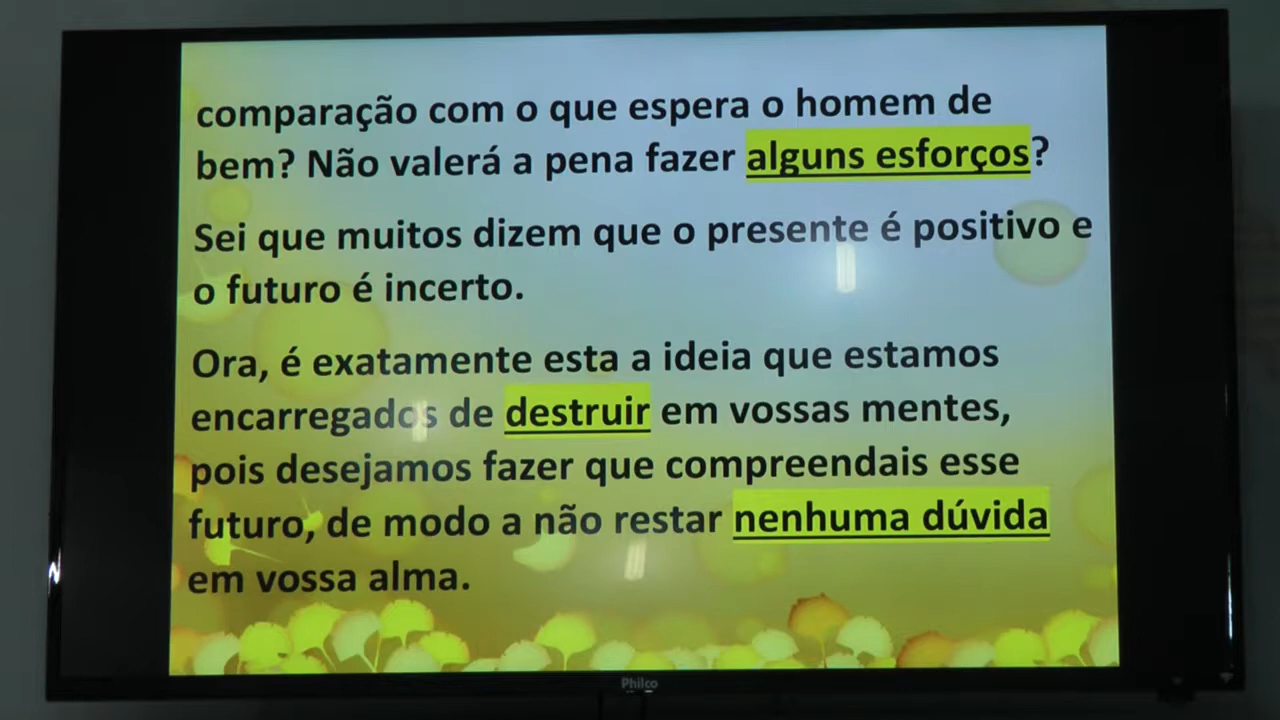 comparação com o que espera o homem de
bem? Não valerá a pena fazer alguns esforços?
Sei que muitos dizem que o presente é positivo e
o futuro é incerto.
Ora, é exatamente esta a ideia que estamos
encarregados de destruir em vossas mentes,
pois desejamos fazer que compreendais esse
futuro, de modo a não restar nenhuma dúvida
em vossa alma.
Philco